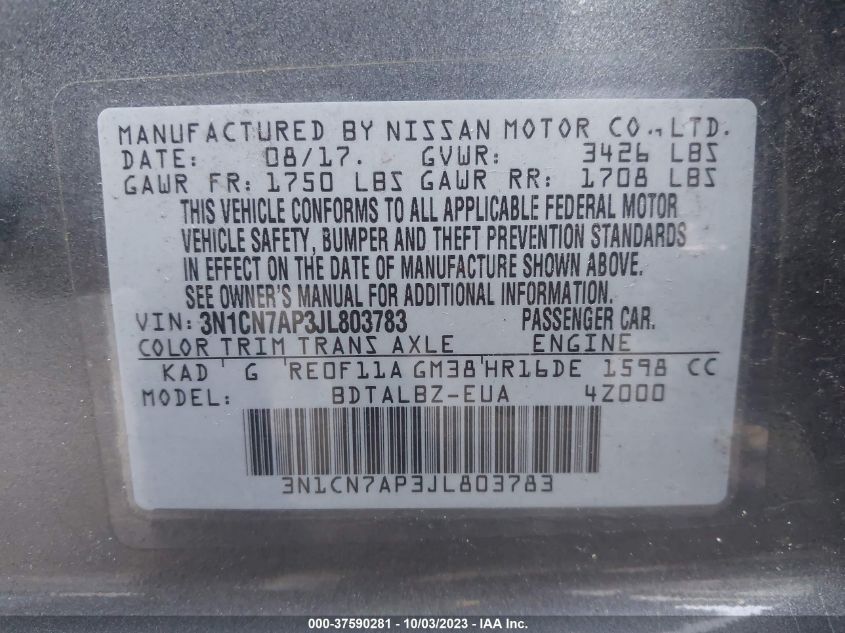 MANUFACTURED BY NISSAN MOTOR CO., LTD.
DATE: 08/17. GVWR: 3426 LBS
GAWR FR: 1750 LBS GAWR RR: 1708 LBS
THIS VEHICLE CONFORMS TO ALL APPLICABLE FEDERAL MOTOR
VEHICLE SAFETY, BUMPER AND THEFT PREVENTION STANDARDS
IN EFFECT ON THE DATE OF MANUFACTURE SHOWN ABOVE.
SEE OWNER'S MANUAL FOR ADDITIONAL INFORMATION.
VIN: 3N1CN7AP3JL803783 PASSENGER CAR.
COLOR TRIM TRANS AXLE ENGINE
KAD G RE0F11A GM38 HR16DE 1598 CC
MODEL: BDTALBZ-EUA 4Z000
3N1CN7AP3JL803783
000-37590281 - 10/03/2023 - IAA Inc.